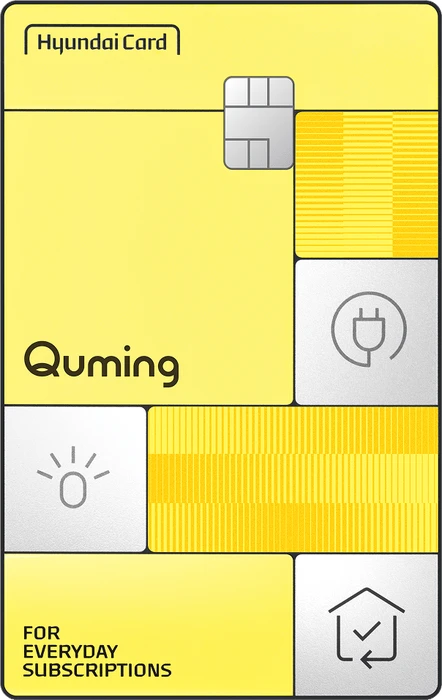 Hyundai Card
Quming
FOR
EVERYDAY
SUBSCRIPTIONS